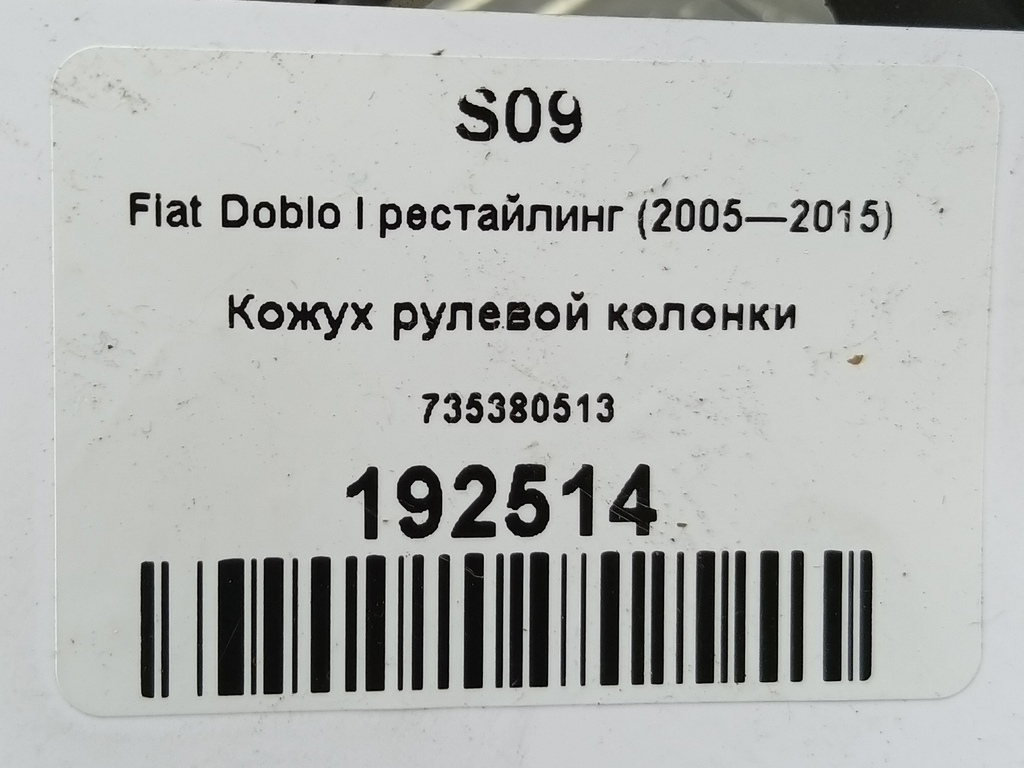 S09
Fiat Doblo I рестайлинг (2005—2015)
Кожух рулевой колонки
735380513
192514